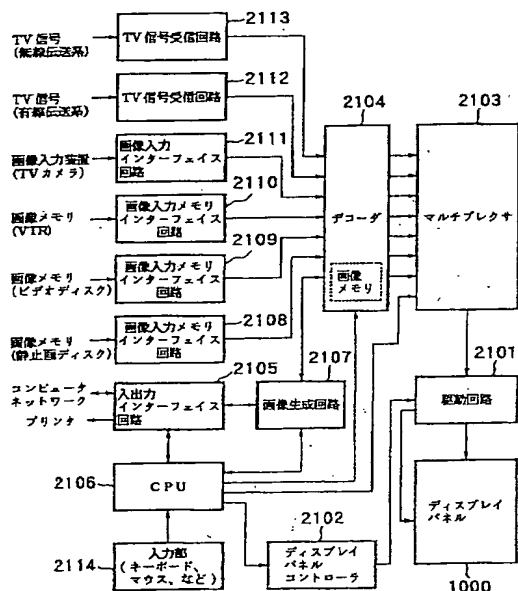 2113
TV信号
(無線伝送系)
TV信号受信回路
2112
TV信号
(有線伝送系)
TV信号受信回路
2104
2103
2111
画像入力装置
(TVカメラ)
画像入力
インターフェイス
回路
2110
画像メモリ
(VTR)
画像入力メモリ
インターフェイス
回路
デコーダ
マルチプレクサ
2109
画像メモリ
(ビデオディスク)
画像入力メモリ
インターフェイス
回路
画像
メモリ
2108
画像メモリ
(静止画ディスク)
画像入力メモリ
インターフェイス
回路
2105
2107
2101
コンピュータ
ネットワーク
プリンタ
入出力
インターフェイス
回路
画像生成回路
駆動回路
2106
CPU
2102
ディスプレイ
パネル
2114
入力部
(キーボード、
マウス、など)
ディスプレイ
パネル
コントローラ
1000